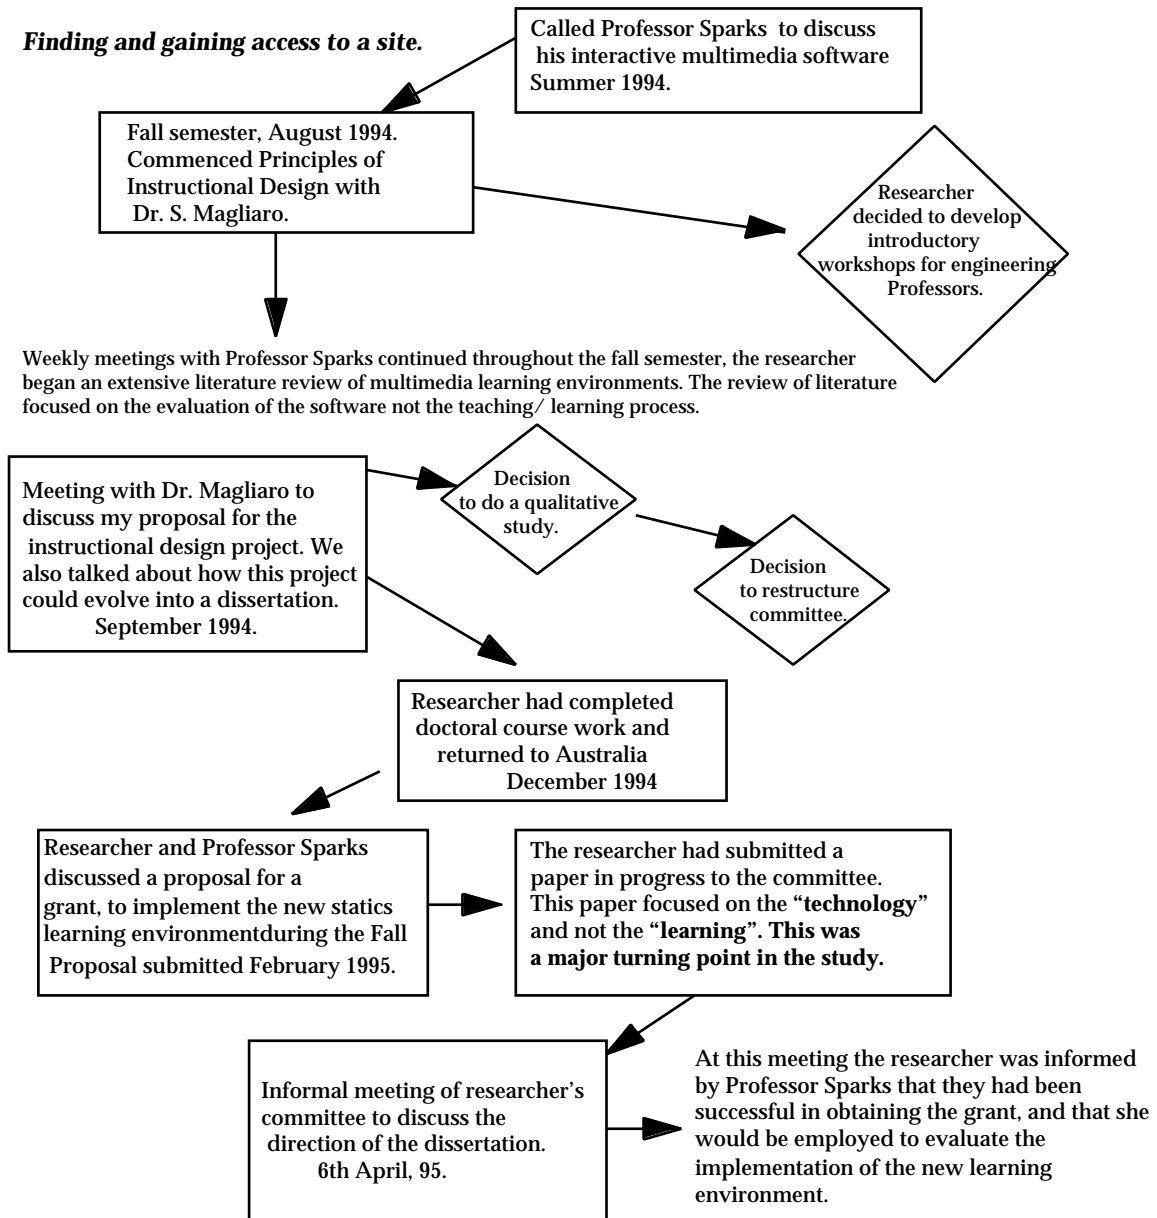 Finding and gaining access to a site.
Called Professor Sparks to discuss
his interactive multimedia software
Summer 1994.
Fall semester, August 1994.
Commenced Principles of
Instructional Design with
Dr. S. Magliaro.
Researcher
decided to develop
introductory
workshops for engineering
Professors.
Weekly meetings with Professor Sparks continued throughout the fall semester, the researcher
began an extensive literature review of multimedia learning environments. The review of literature
focused on the evaluation of the software not the teaching/ learning process.
Meeting with Dr. Magliaro to
discuss my proposal for the
instructional design project. We
also talked about how this project
could evolve into a dissertation.
September 1994.
Decision
to do a qualitative
study.
Decision
to restructure
committee.
Researcher had completed
doctoral course work and
returned to Australia
December 1994
Researcher and Professor Sparks
discussed a proposal for a
grant, to implement the new statics
learning environmentduring the Fall
Proposal submitted February 1995.
The researcher had submitted a
paper in progress to the committee.
This paper focused on the “technology”
and not the “learning”. This was
a major turning point in the study.
Informal meeting of researcher’s
committee to discuss the
direction of the dissertation.
6th April, 95.
At this meeting the researcher was informed
by Professor Sparks that they had been
successful in obtaining the grant, and that she
would be employed to evaluate the
implementation of the new learning
environment.